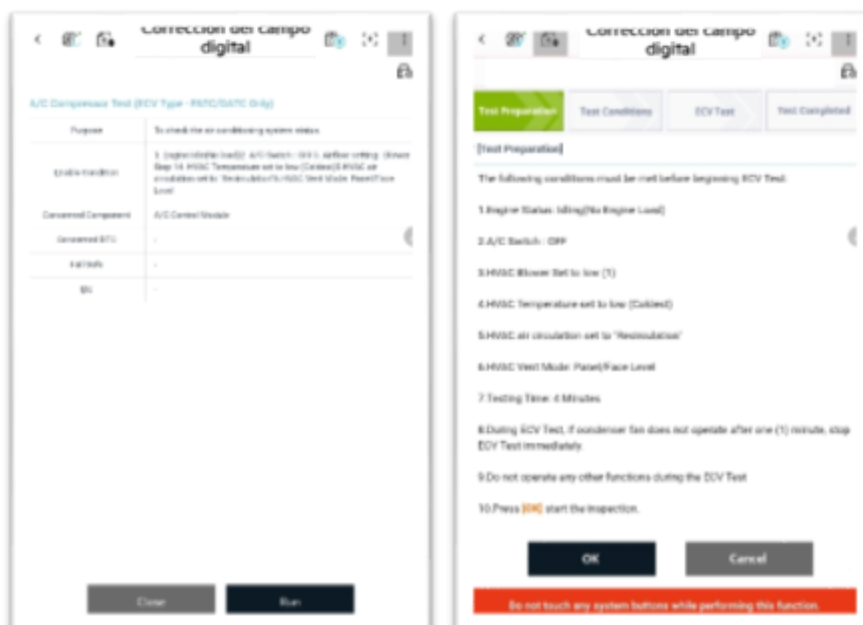 Corrección del campo
digital
A/C Compressor Test (ECV Type - FATC/DATC Only)
Purpose
To check the air conditioning system status.
Enable Condition
Level
Concerned Component
A/C Control Module
Concerned DTC
-
Fail Safe
-
Etc
-
Close
Run
Corrección del campo
digital
Test Preparation
Test Conditions
ECV Test
Test Completed
[Test Preparation]
The following conditions must be met before beginning ECV Test.
1.Engine Status: Idling(No Engine Load)
2.A/C Switch : OFF
3.HVAC Blower Set to low (1)
4.HVAC Temperature set to low (Coldest)
5.HVAC air circulation set to "Recirculation"
6.HVAC Vent Mode: Panel/Face Level
7.Testing Time: 4 Minutes
8.During ECV Test, if condenser fan does not operate after one (1) minute, stop
ECV Test immediately.
9.Do not operate any other functions during the ECV Test
10.Press [OK] start the inspection.
OK
Cancel
Do not touch any system buttons while performing this function.